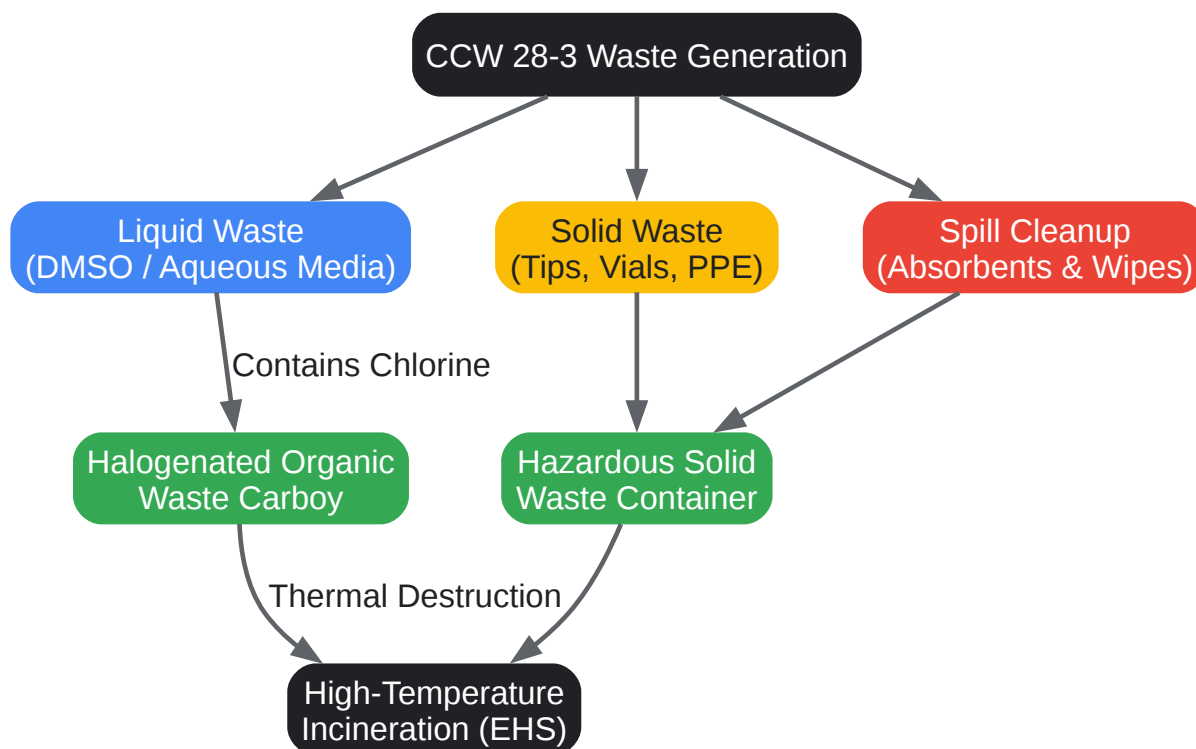 CCW 28-3 Waste Generation
Liquid Waste
(DMSO / Aqueous Media)
Solid Waste
(Tips, Vials, PPE)
Spill Cleanup
(Absorbents & Wipes)
Contains Chlorine
Halogenated Organic
Waste Carboy
Hazardous Solid
Waste Container
Thermal Destruction
High-Temperature
Incineration (EHS)